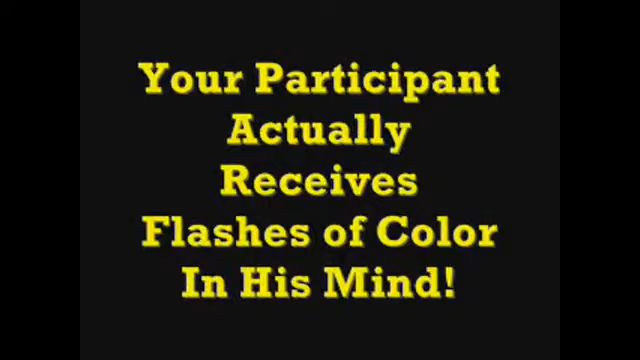 Your Participant
Actually
Receives
Flashes of Color
In His Mind!